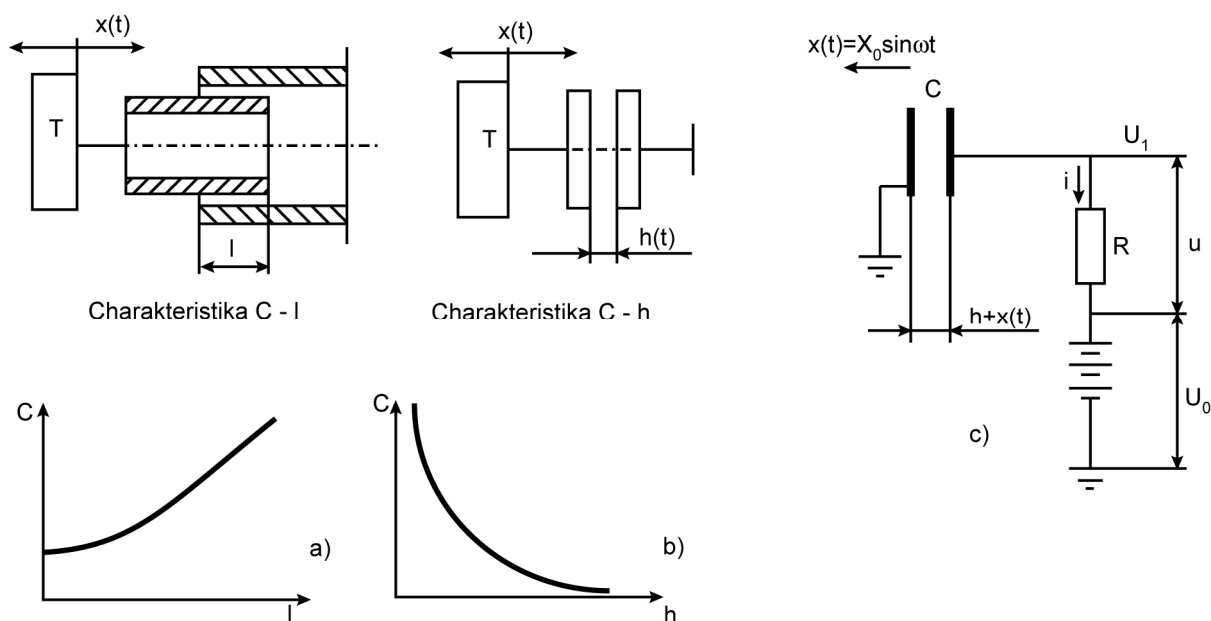 x(t)
T
l
Charakteristika C - l
C
l
a)
x(t)
T
h(t)
Charakteristika C - h
C
h
b)
x(t)=X₀sinωt
C
U₁
i
R
u
h+x(t)
U₀
c)